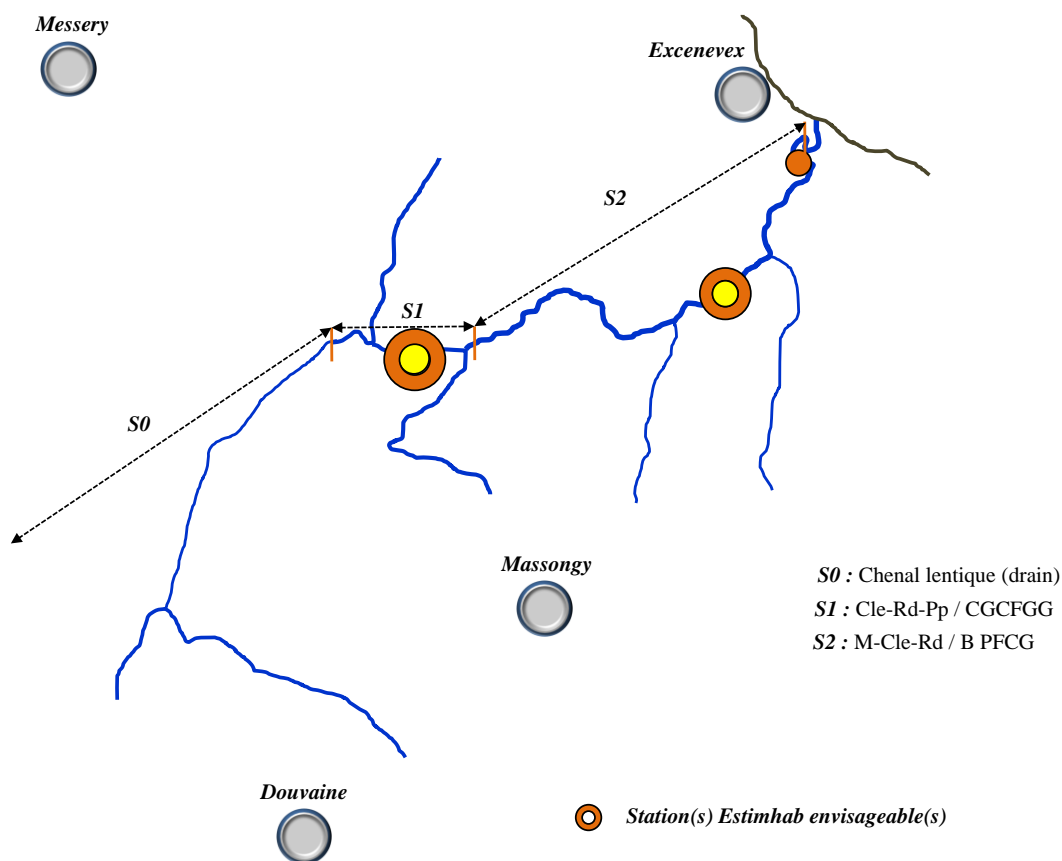 Messery
Excenevex
S2
S1
S0
Massongy
S0 : Chenal lentique (drain)
S1 : Cle-Rd-Pp / CGCFGG
S2 : M-Cle-Rd / B PFCG
Douvaine
Station(s) Estimhab envisageable(s)